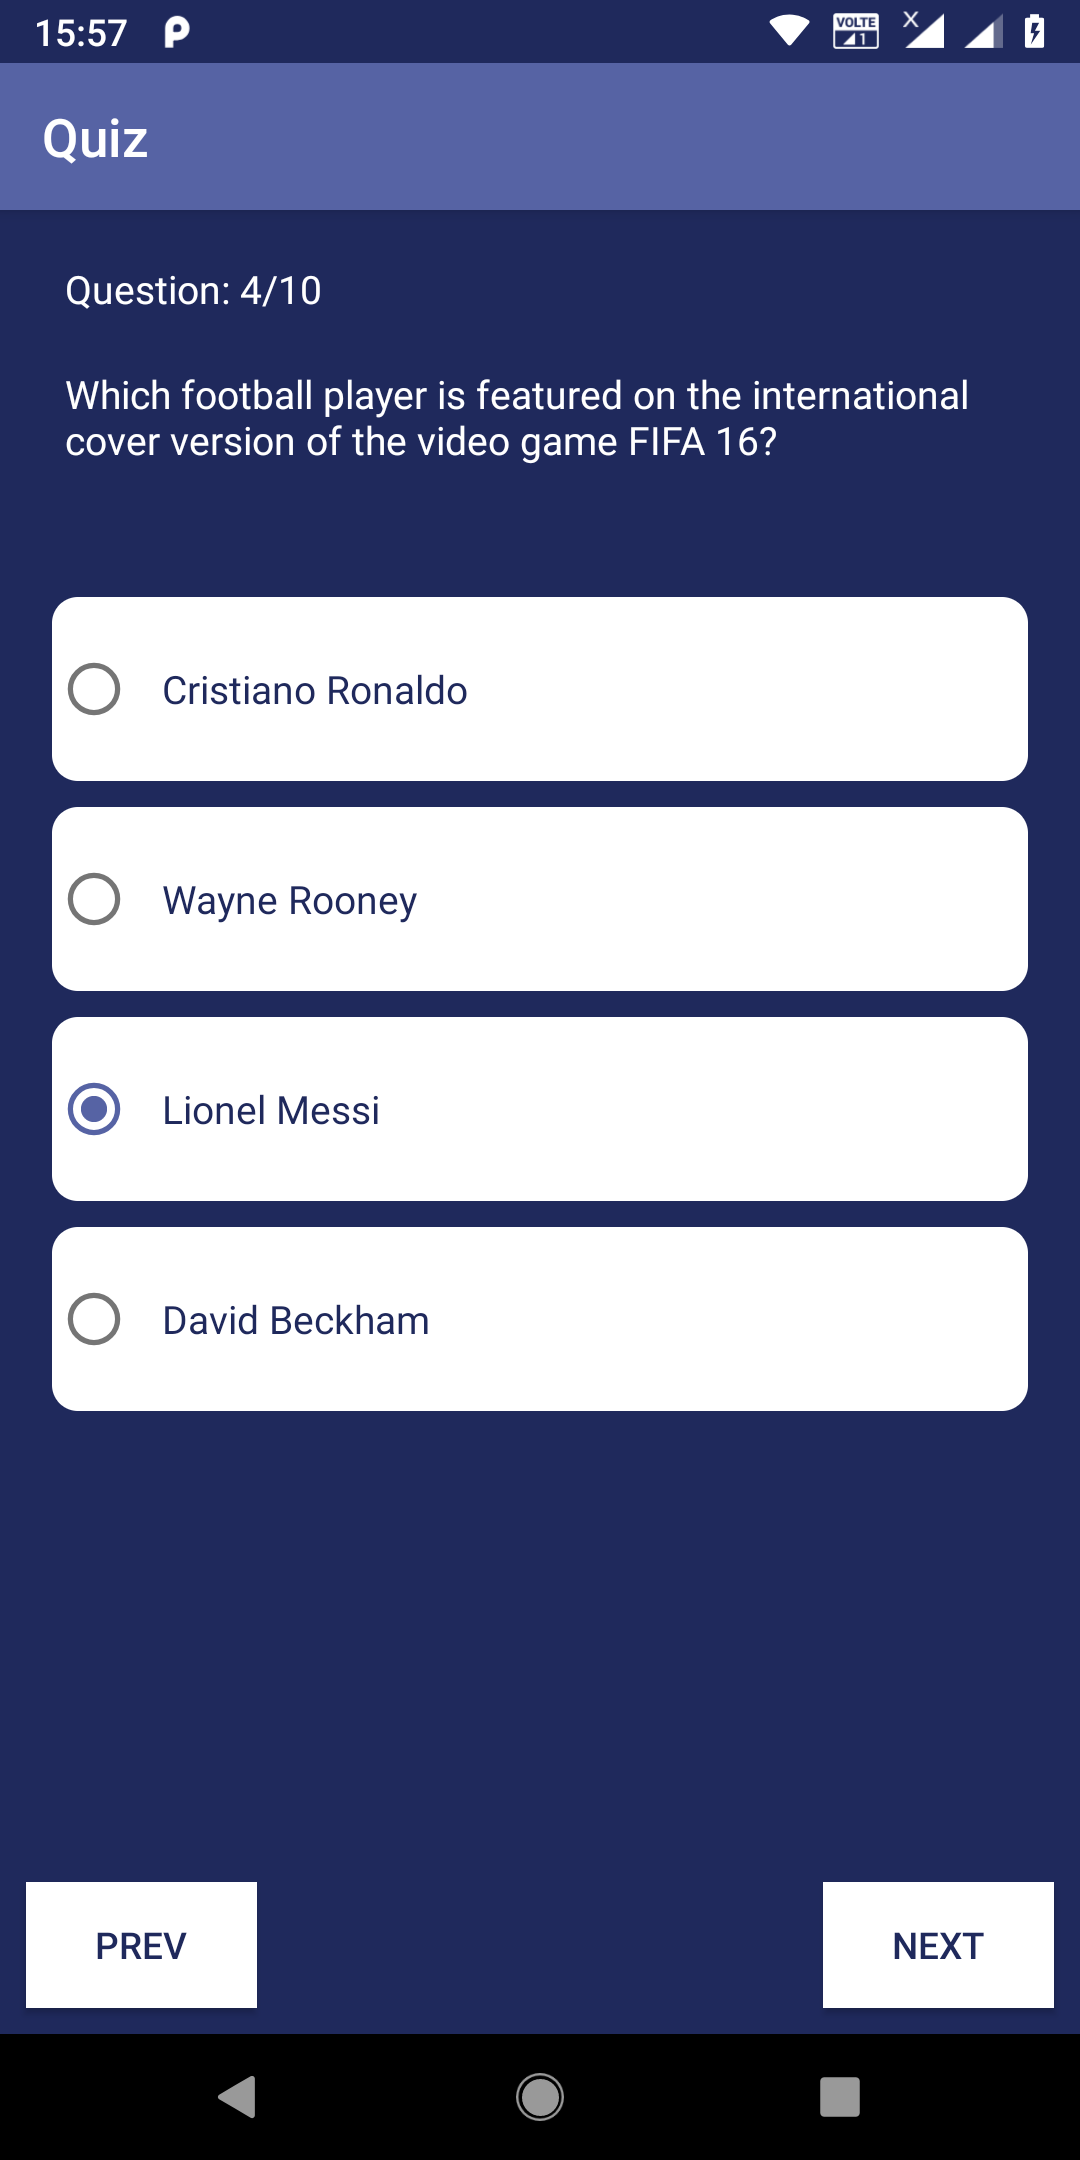 15:57
VOLTE
1
X
Quiz
Question: 4/10
Which football player is featured on the international
cover version of the video game FIFA 16?
Cristiano Ronaldo
Wayne Rooney
Lionel Messi
David Beckham
PREV
NEXT